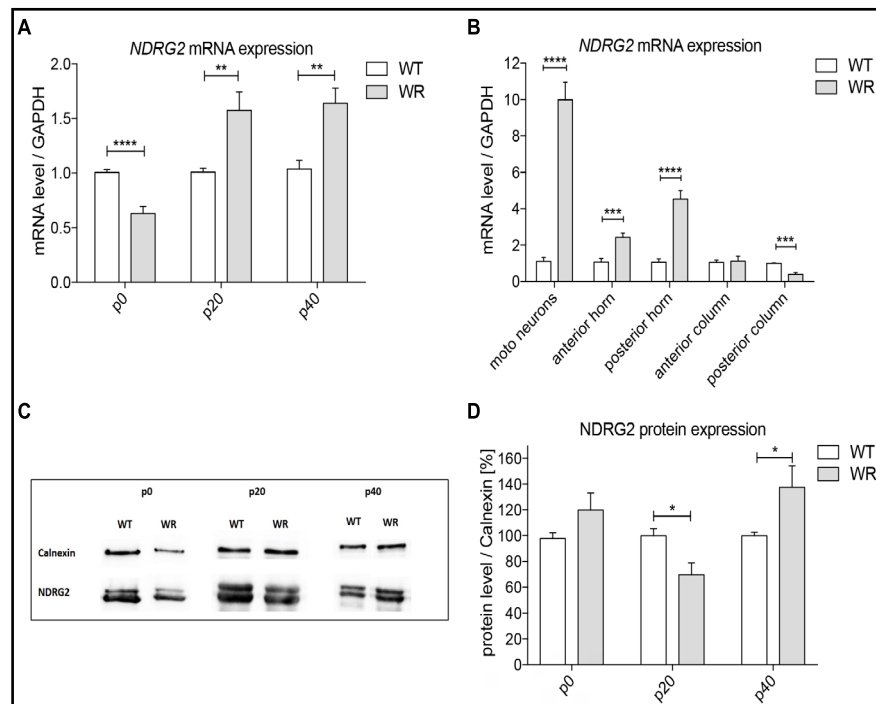 A
NDRG2 mRNA expression
mRNA level / GAPDH
2.0
1.5
1.0
0.5
0.0
****
**
**
WT
WR
p0
p20
p40
B
NDRG2 mRNA expression
mRNA level / GAPDH
12
10
8
6
4
2
0
****
***
****
***
WT
WR
moto neurons
anterior horn
posterior horn
anterior column
posterior column
C
p0 p20 p40
WT WR WT WR WT WR
Calnexin
NDRG2
D
NDRG2 protein expression
protein level / Calnexin [%]
160
140
120
100
80
60
40
20
0
*
*
WT
WR
p0
p20
p40